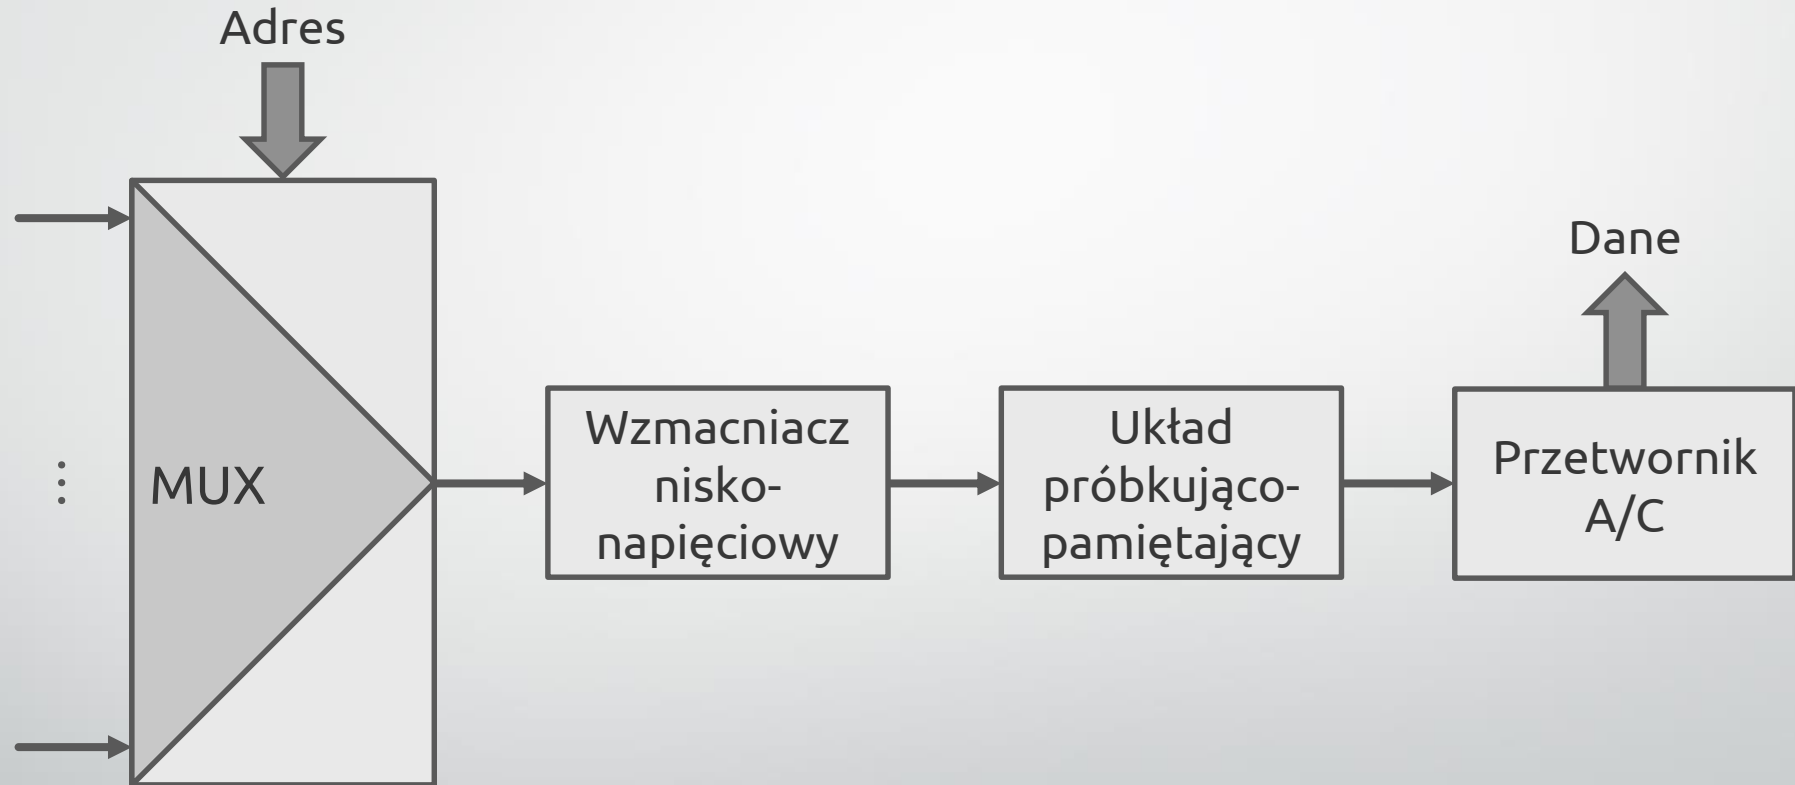 Adres
Dane
MUX
Wzmacniacz
nisko-
napięciowy
Układ
próbkująco-
pamiętający
Przetwornik
A/C